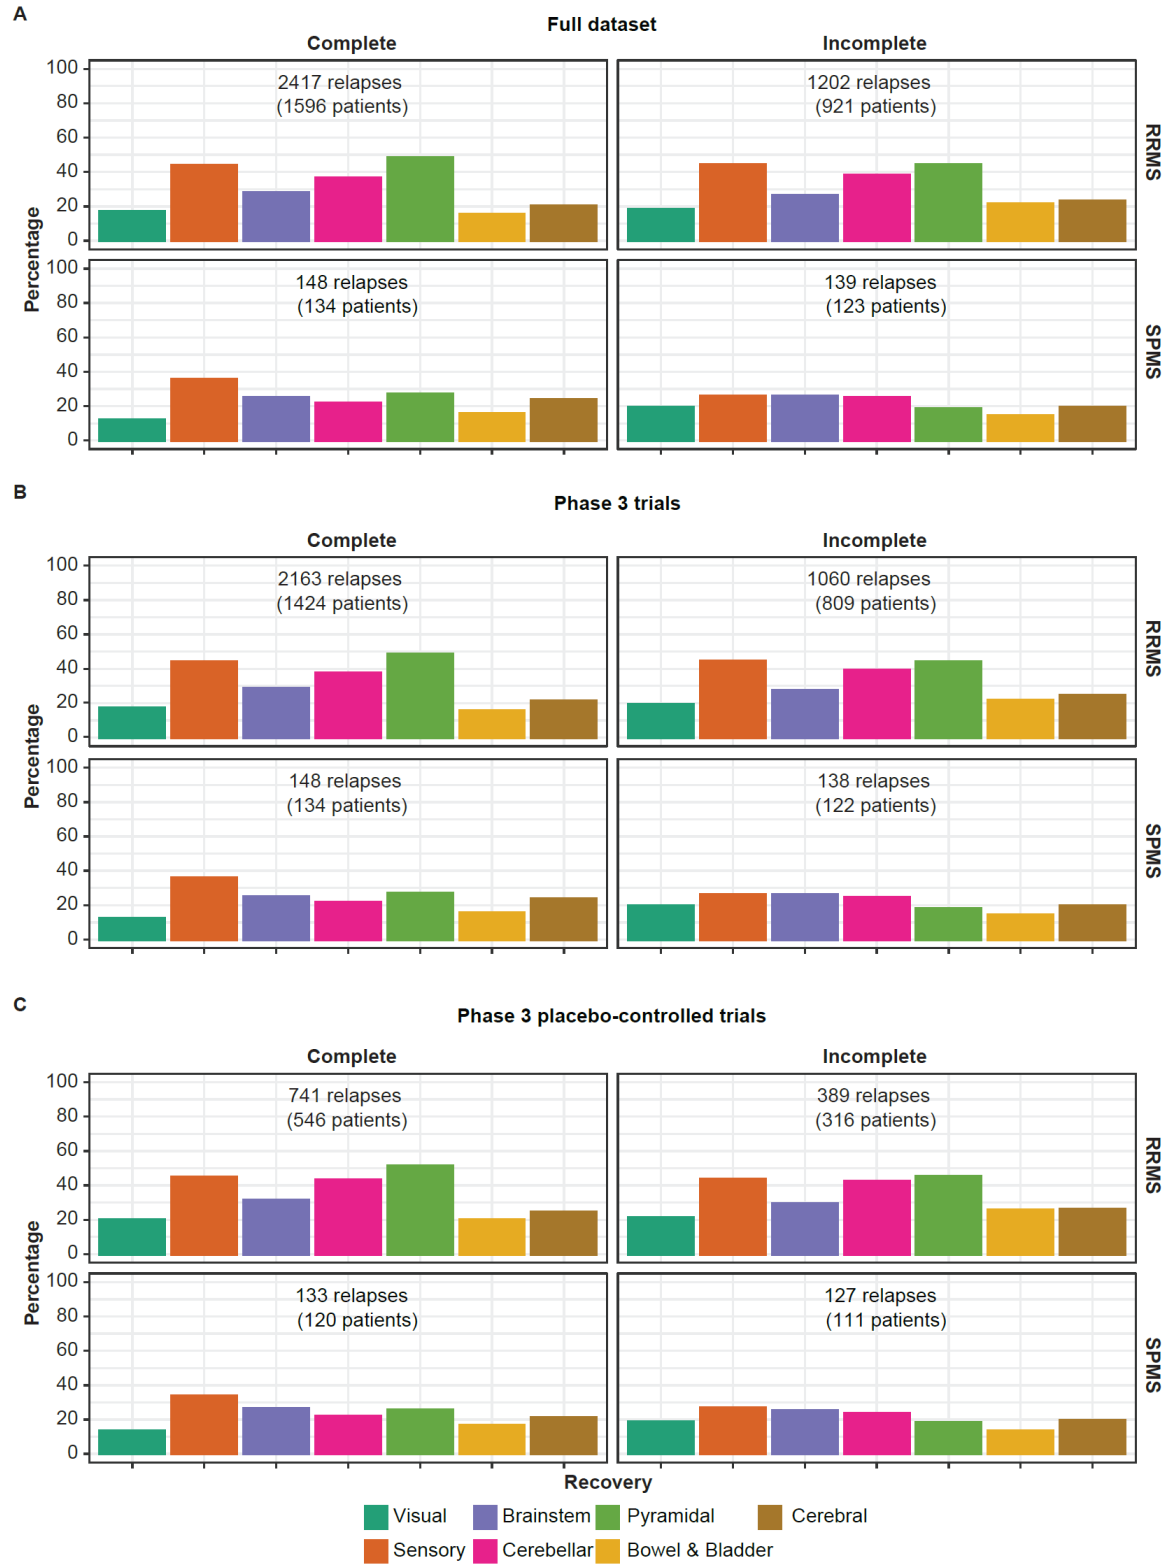 A
Full dataset
Complete
Incomplete
100
80
60
40
20
0
2417 relapses
(1596 patients)
1202 relapses
(921 patients)
RRMS
Percentage
100
80
60
40
20
0
148 relapses
(134 patients)
139 relapses
(123 patients)
SPMS
B
Phase 3 trials
Complete
Incomplete
100
80
60
40
20
0
2163 relapses
(1424 patients)
1060 relapses
(809 patients)
RRMS
Percentage
100
80
60
40
20
0
148 relapses
(134 patients)
138 relapses
(122 patients)
SPMS
C
Phase 3 placebo-controlled trials
Complete
Incomplete
100
80
60
40
20
0
741 relapses
(546 patients)
389 relapses
(316 patients)
RRMS
Percentage
100
80
60
40
20
0
133 relapses
(120 patients)
127 relapses
(111 patients)
SPMS
Recovery
Visual Brainstem Pyramidal Cerebral
Sensory Cerebellar Bowel & Bladder